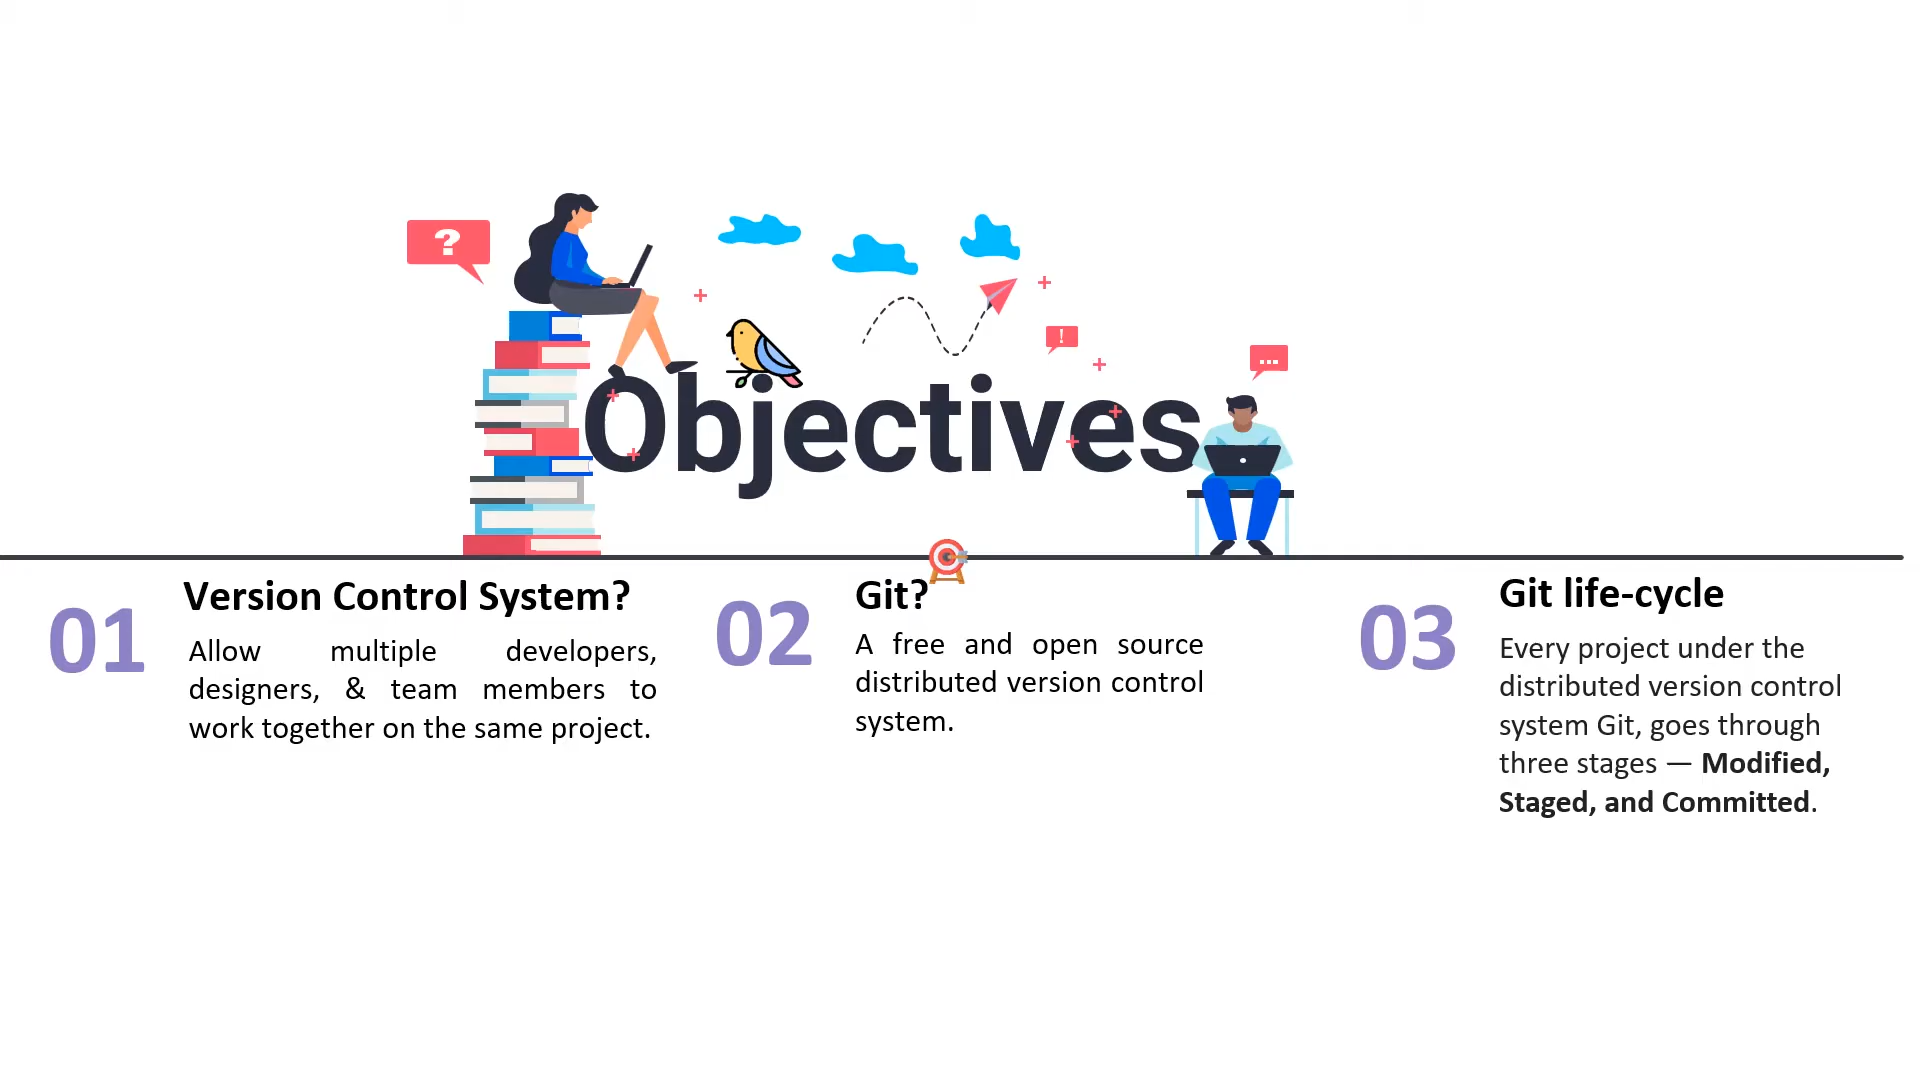 ?
!
...
Objectives
01
Version Control System?
Allow multiple developers,
designers, & team members to
work together on the same project.
02
Git?
A free and open source
distributed version control
system.
03
Git life-cycle
Every project under the
distributed version control
system Git, goes through
three stages — Modified,
Staged, and Committed.